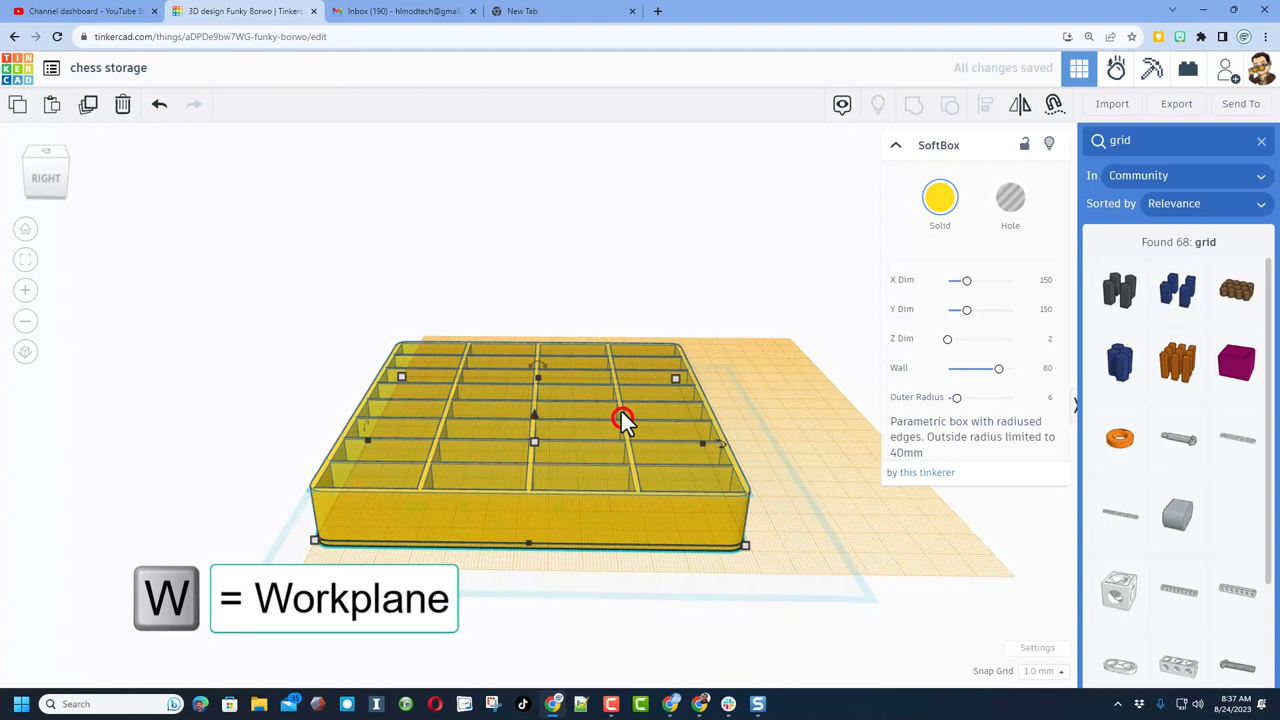 Channel dashboard - YouTube St
3D design Funky Borwo | Tinkerc
Inbox (190) - hlmodtech@gmail.
New Tab
tinkercad.com/things/aDPDe9bw7WG-funky-borwo/edit
TIN
KER
CAD
chess storage
All changes saved
Import
Export
Send To
RIGHT
SoftBox
Solid
Hole
X Dim
150
Y Dim
150
Z Dim
2
Wall
80
Outer Radius
6
Parametric box with radiused
edges. Outside radius limited to
40mm
by this tinkerer
grid
In
Community
Sorted by
Relevance
Found 68: grid
W
= Workplane
Settings
Snap Grid
1.0 mm
Search
8:37 AM
8/24/2023